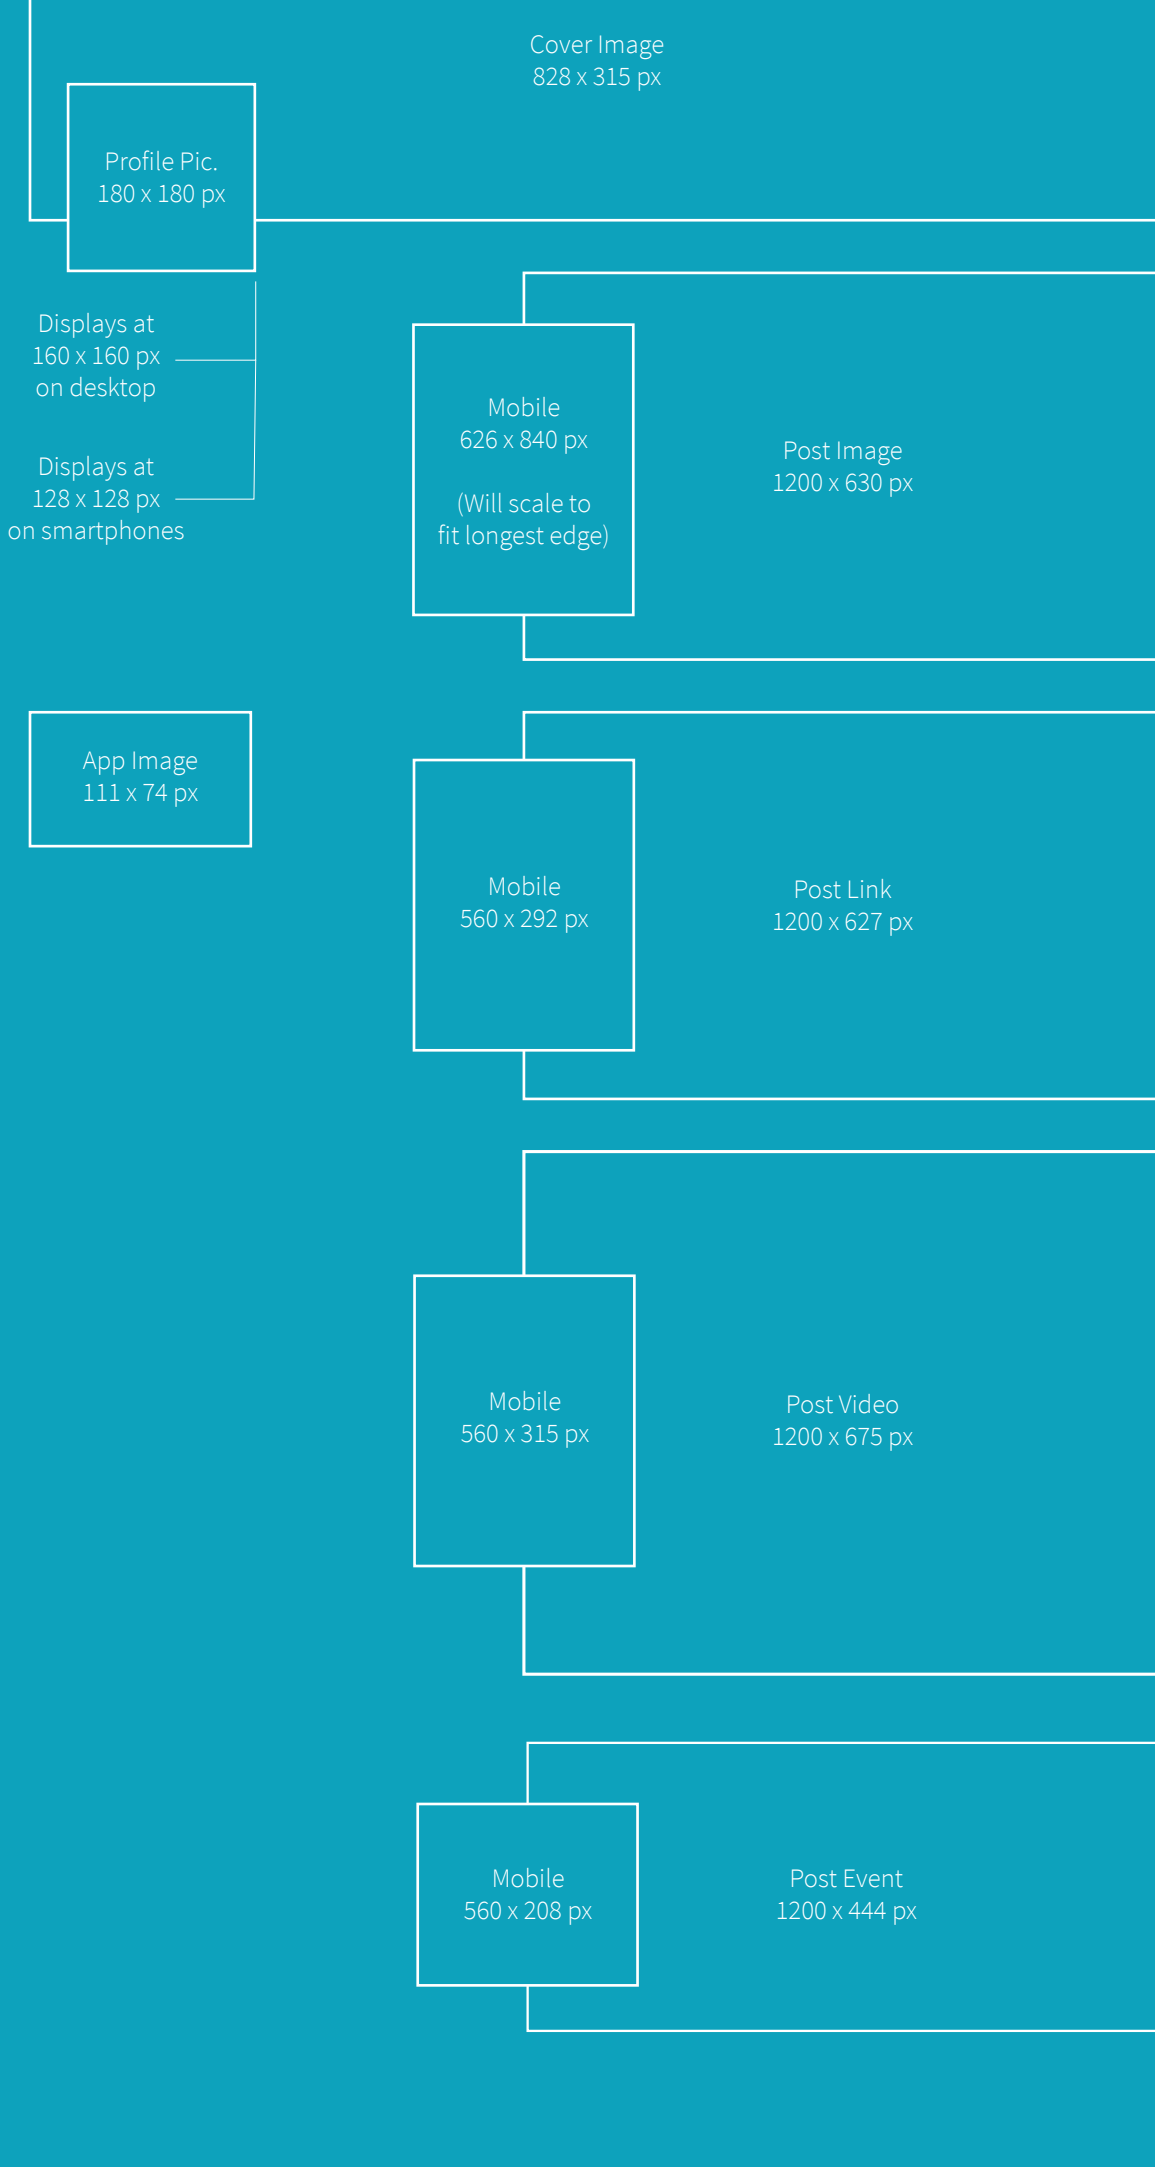 Cover Image
828 x 315 px
Profile Pic.
180 x 180 px
Displays at
160 x 160 px
on desktop
Displays at
128 x 128 px
on smartphones
Mobile
626 x 840 px
(Will scale to
fit longest edge)
Post Image
1200 x 630 px
App Image
111 x 74 px
Mobile
560 x 292 px
Post Link
1200 x 627 px
Mobile
560 x 315 px
Post Video
1200 x 675 px
Mobile
560 x 208 px
Post Event
1200 x 444 px